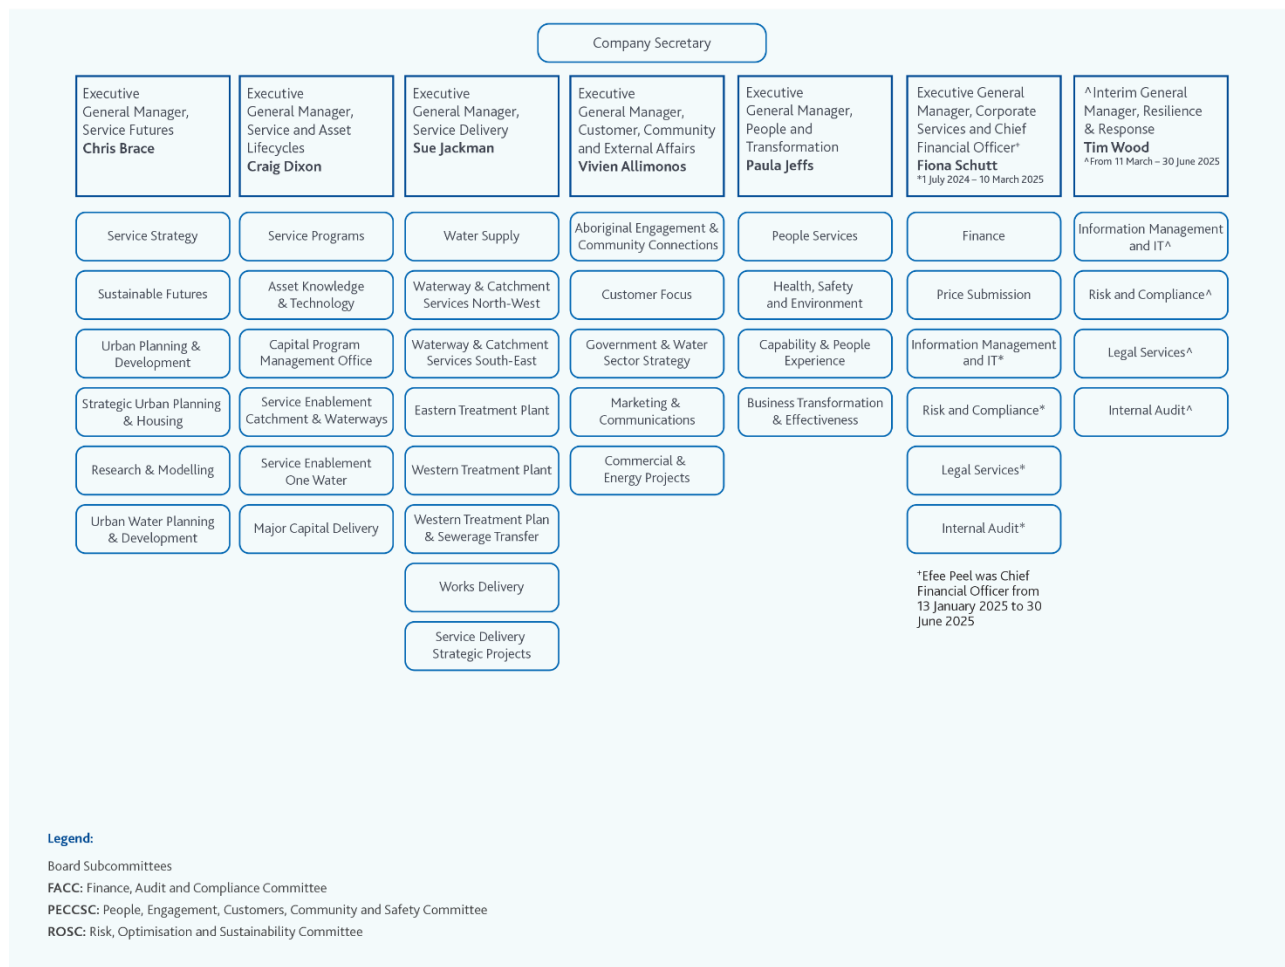 Company Secretary
Executive
General Manager,
Service Futures
Chris Brace
Service Strategy
Sustainable Futures
Urban Planning &
Development
Strategic Urban Planning
& Housing
Research & Modelling
Urban Water Planning
& Development
Executive
General Manager,
Service and Asset
Lifecycles
Craig Dixon
Service Programs
Asset Knowledge
& Technology
Capital Program
Management Office
Service Enablement
Catchment & Waterways
Service Enablement
One Water
Major Capital Delivery
Executive
General Manager,
Service Delivery
Sue Jackman
Water Supply
Waterway & Catchment
Services North-West
Waterway & Catchment
Services South-East
Eastern Treatment Plant
Western Treatment Plant
Western Treatment Plan
& Sewerage Transfer
Works Delivery
Service Delivery
Strategic Projects
Executive
General Manager,
Customer, Community
and External Affairs
Vivien Allimonos
Aboriginal Engagement &
Community Connections
Customer Focus
Government & Water
Sector Strategy
Marketing &
Communications
Commercial &
Energy Projects
Executive
General Manager,
People and
Transformation
Paula Jeffs
People Services
Health, Safety
and Environment
Capability & People
Experience
Business Transformation
& Effectiveness
Executive General
Manager, Corporate
Services and Chief
Financial Officer⁺
Fiona Schutt
*1 July 2024 – 10 March 2025
Finance
Price Submission
Information Management
and IT*
Risk and Compliance*
Legal Services*
Internal Audit*
⁺Efee Peel was Chief
Financial Officer from
13 January 2025 to 30
June 2025
^Interim General
Manager, Resilience
& Response
Tim Wood
^From 11 March – 30 June 2025
Information Management
and IT^
Risk and Compliance^
Legal Services^
Internal Audit^
Legend:
Board Subcommittees
FACC: Finance, Audit and Compliance Committee
PECCSC: People, Engagement, Customers, Community and Safety Committee
ROSC: Risk, Optimisation and Sustainability Committee